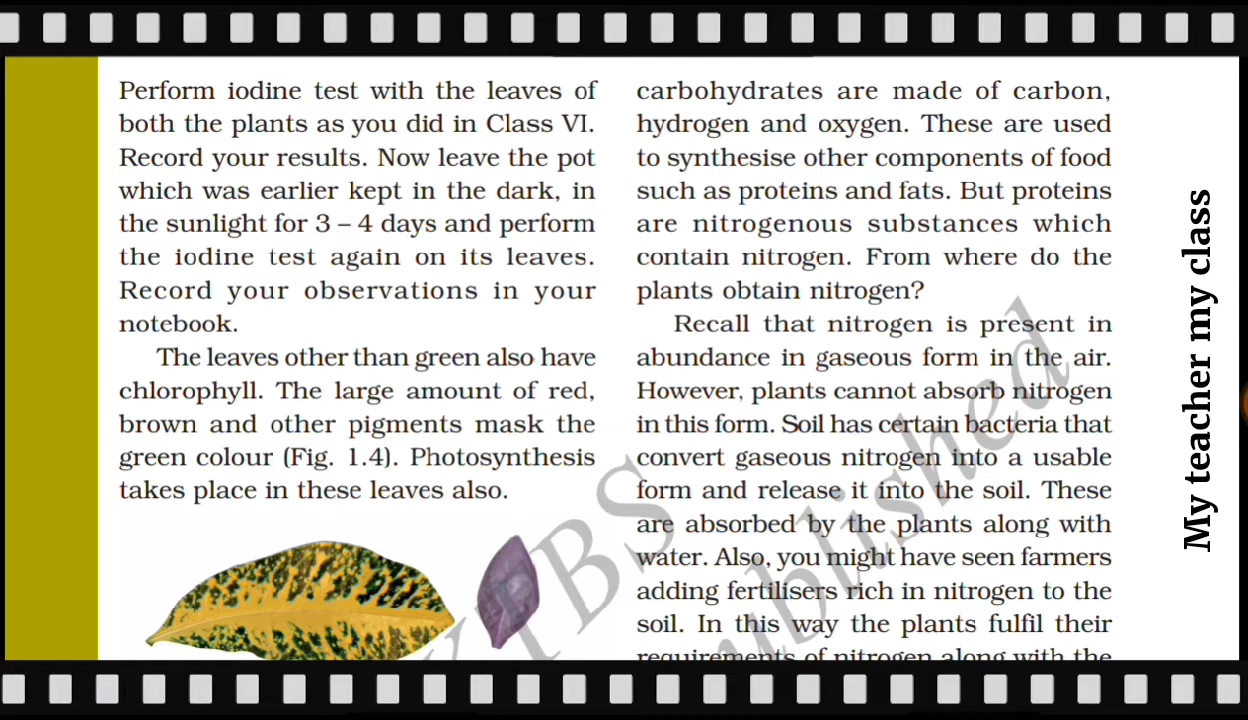 Perform iodine test with the leaves of
both the plants as you did in Class VI.
Record your results. Now leave the pot
which was earlier kept in the dark, in
the sunlight for 3 – 4 days and perform
the iodine test again on its leaves.
Record your observations in your
notebook.
The leaves other than green also have
chlorophyll. The large amount of red,
brown and other pigments mask the
green colour (Fig. 1.4). Photosynthesis
takes place in these leaves also.
carbohydrates are made of carbon,
hydrogen and oxygen. These are used
to synthesise other components of food
such as proteins and fats. But proteins
are nitrogenous substances which
contain nitrogen. From where do the
plants obtain nitrogen?
Recall that nitrogen is present in
abundance in gaseous form in the air.
However, plants cannot absorb nitrogen
in this form. Soil has certain bacteria that
convert gaseous nitrogen into a usable
form and release it into the soil. These
are absorbed by the plants along with
water. Also, you might have seen farmers
adding fertilisers rich in nitrogen to the
soil. In this way the plants fulfil their
requirements of nitrogen along with the
My teacher my class